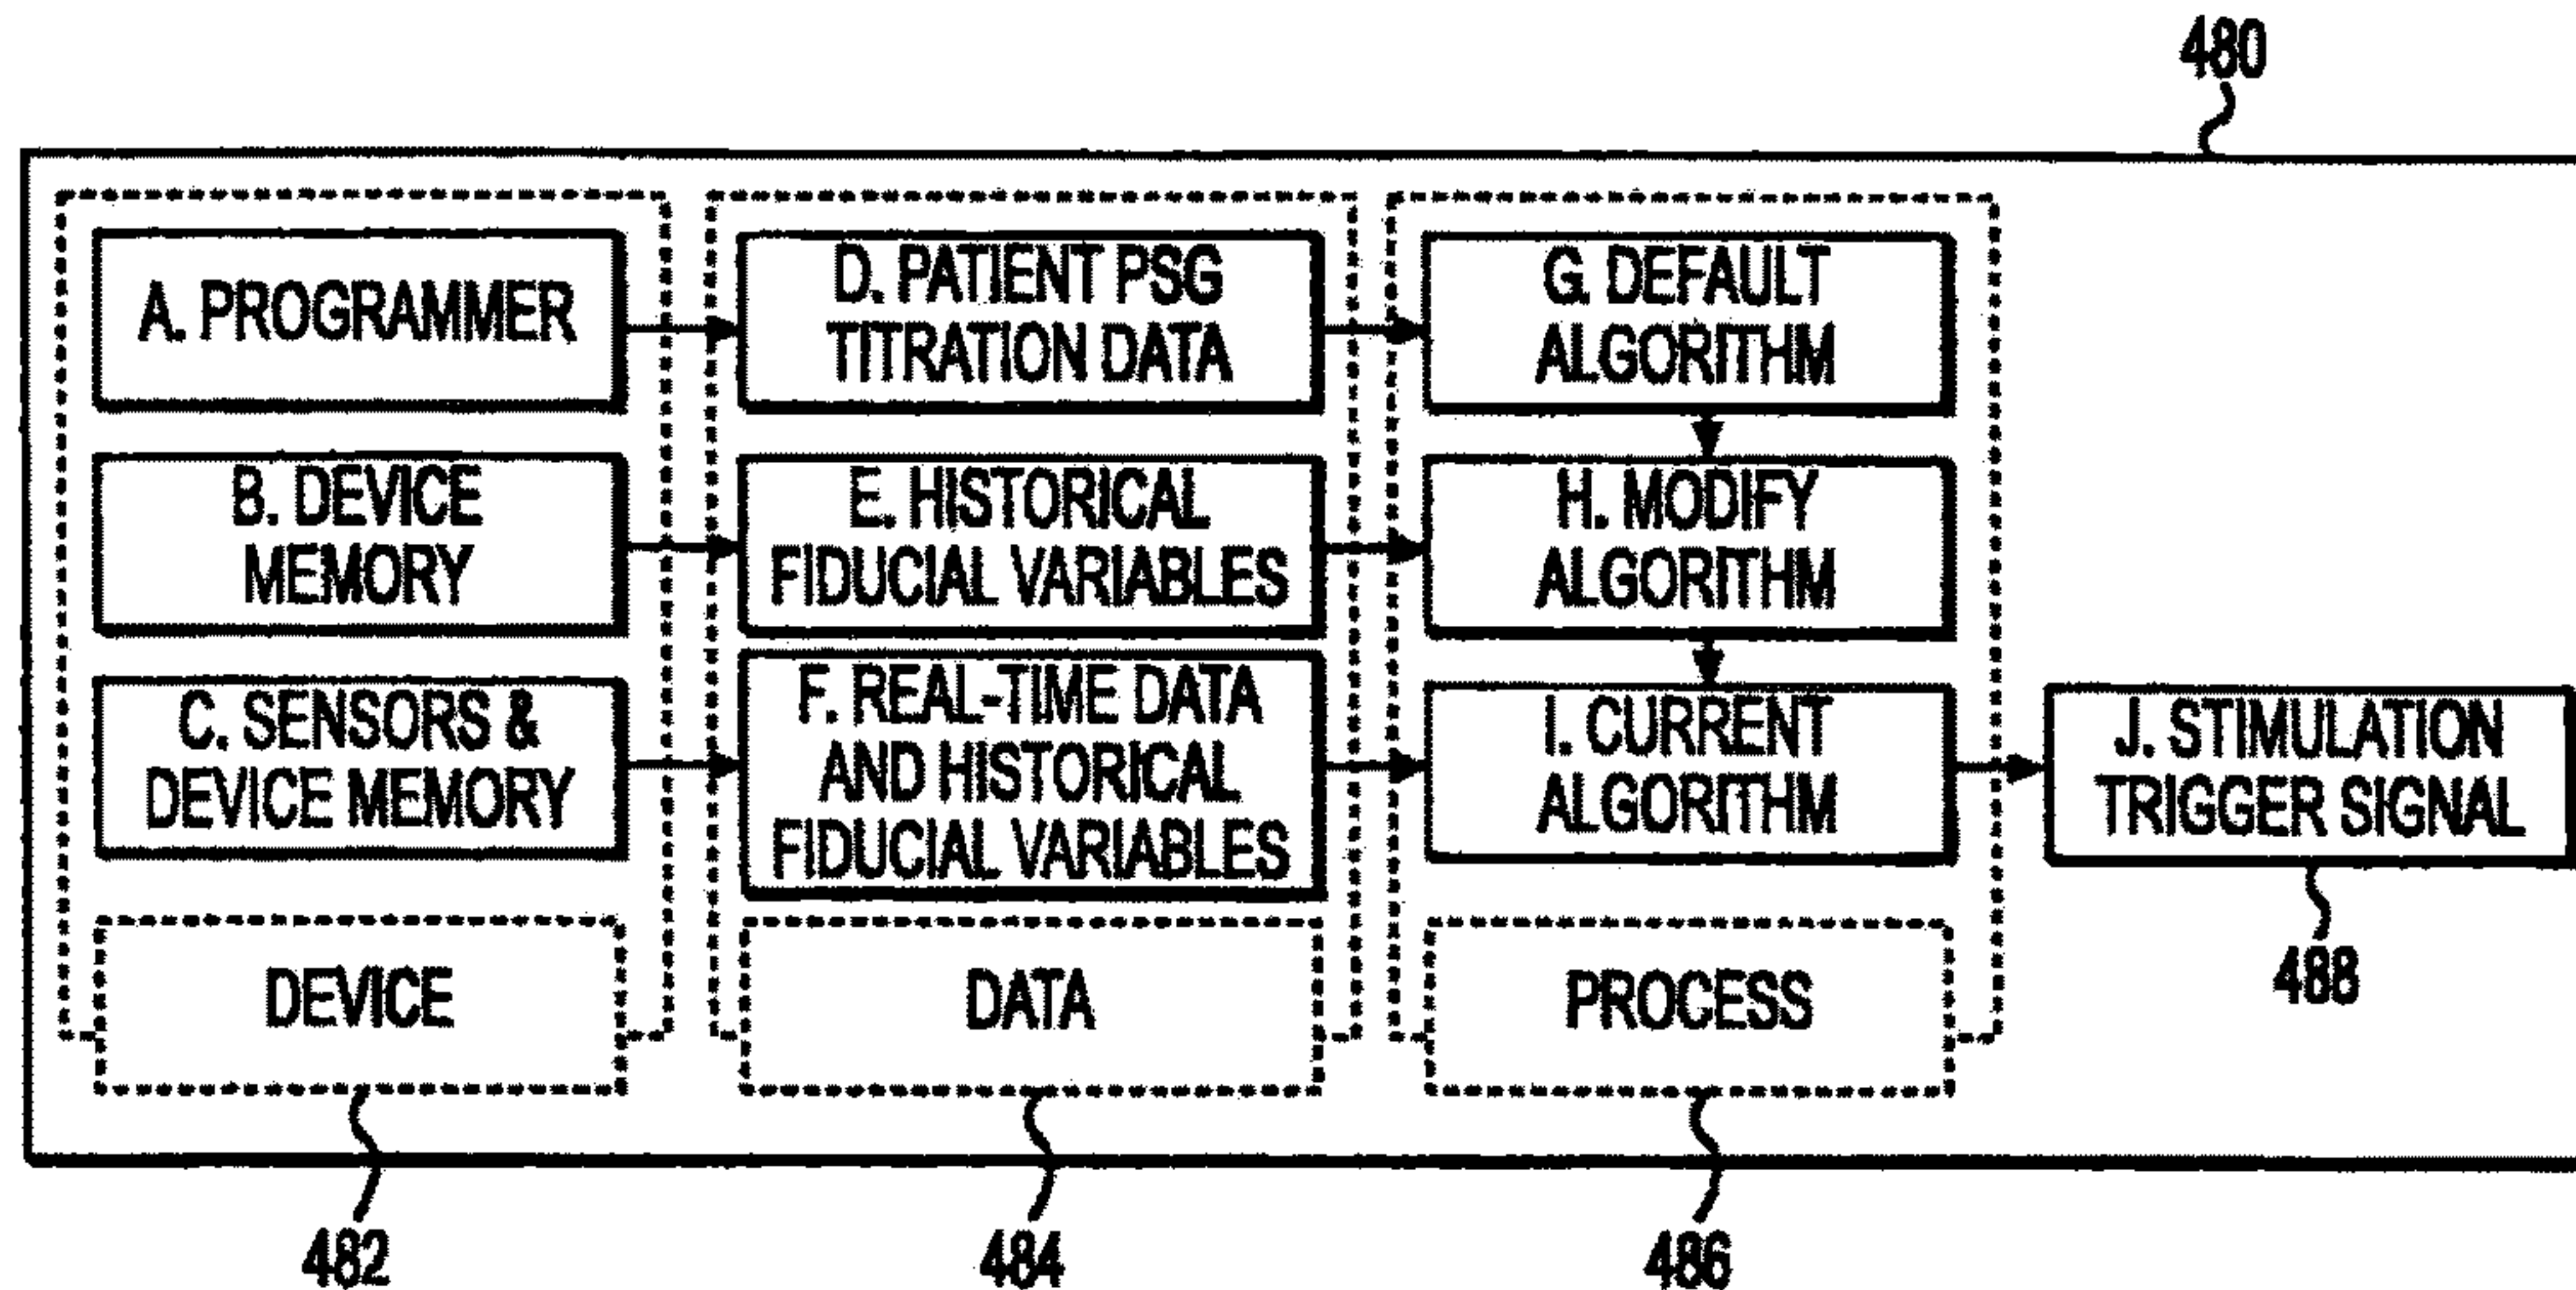 480
A. PROGRAMMER
D. PATIENT PSG
TITRATION DATA
G. DEFAULT
ALGORITHM
B. DEVICE
MEMORY
E. HISTORICAL
FIDUCIAL VARIABLES
H. MODIFY
ALGORITHM
C. SENSORS &
DEVICE MEMORY
F. REAL-TIME DATA
AND HISTORICAL
FIDUCIAL VARIABLES
I. CURRENT
ALGORITHM
J. STIMULATION
TRIGGER SIGNAL
488
DEVICE
DATA
PROCESS
482
484
486